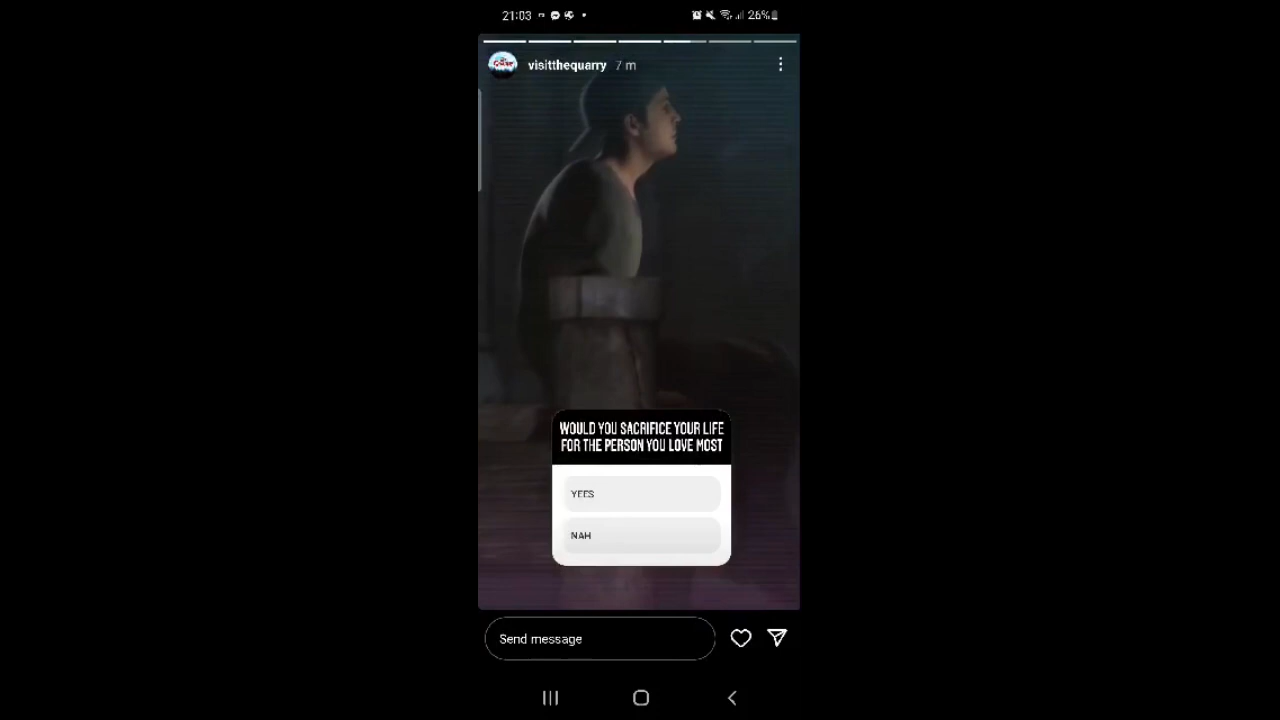 21:03
26%
visitthequarry 7 m
WOULD YOU SACRIFICE YOUR LIFE
FOR THE PERSON YOU LOVE MOST
YEES
NAH
Send message